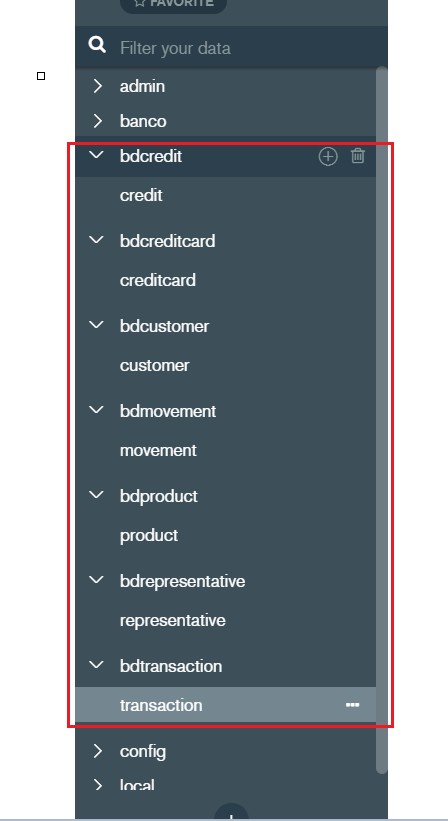 FAVORITE
Filter your data
admin
banco
bdcredit
credit
bdcreditcard
creditcard
bdcustomer
customer
bdmovement
movement
bdproduct
product
bdrepresentative
representative
bdtransaction
transaction
config
local